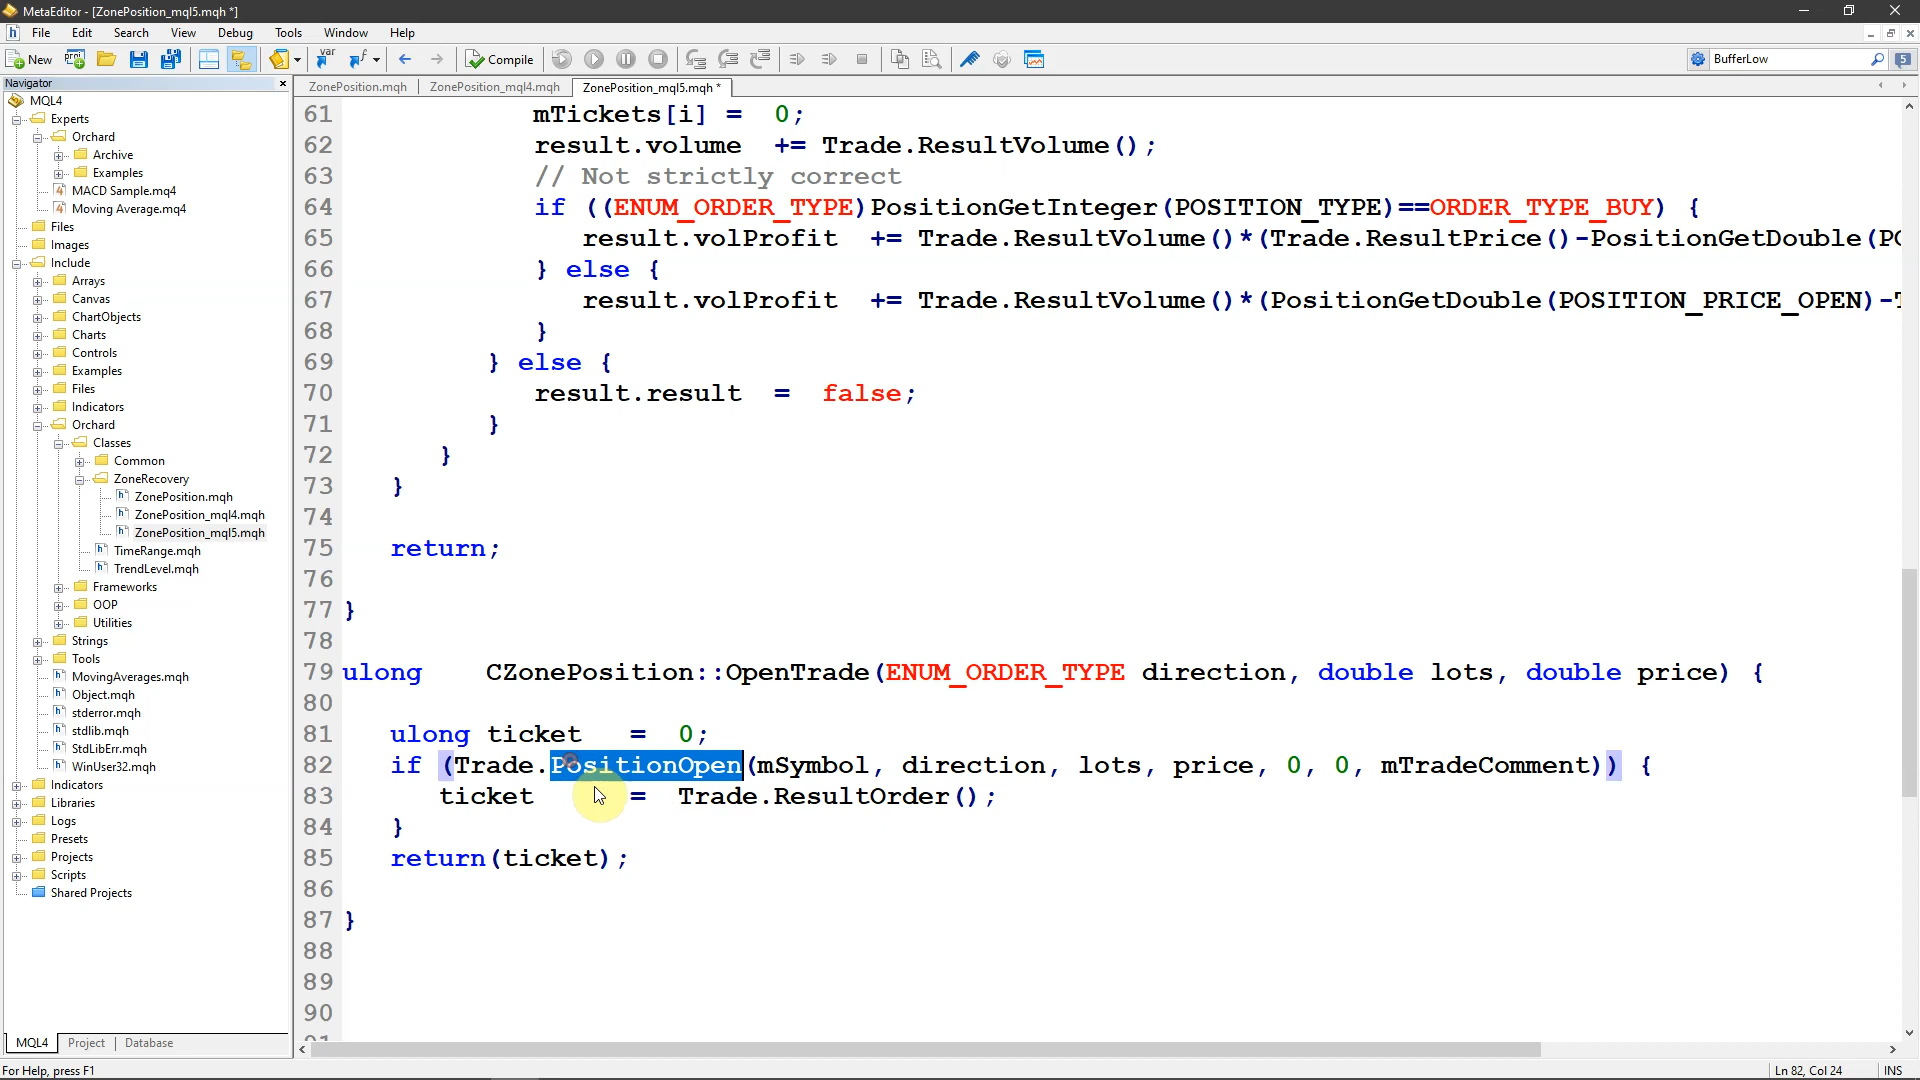 MetaEditor - [ZonePosition_mql5.mqh *]
File Edit Search View Debug Tools Window Help
New var Compile BufferLow 5
Navigator
MQL4
Experts
Orchard
Archive
Examples
MACD Sample.mq4
Moving Average.mq4
Files
Images
Include
Arrays
Canvas
ChartObjects
Charts
Controls
Examples
Files
Indicators
Orchard
Classes
Common
ZoneRecovery
ZonePosition.mqh
ZonePosition_mql4.mqh
ZonePosition_mql5.mqh
TimeRange.mqh
TrendLevel.mqh
Frameworks
OOP
Utilities
Strings
Tools
MovingAverages.mqh
Object.mqh
stderror.mqh
stdlib.mqh
StdLibErr.mqh
WinUser32.mqh
Indicators
Libraries
Logs
Presets
Projects
Scripts
Shared Projects
MQL4 Project Database
ZonePosition.mqh ZonePosition_mql4.mqh ZonePosition_mql5.mqh *
61 mTickets[i] = 0;
62 result.volume += Trade.ResultVolume();
63 // Not strictly correct
64 if ((ENUM_ORDER_TYPE)PositionGetInteger(POSITION_TYPE)==ORDER_TYPE_BUY) {
65 result.volProfit += Trade.ResultVolume()*(Trade.ResultPrice()-PositionGetDouble(PO
66 } else {
67 result.volProfit += Trade.ResultVolume()*(PositionGetDouble(POSITION_PRICE_OPEN)-T
68 }
69 } else {
70 result.result = false;
71 }
72 }
73 }
74
75 return;
76
77 }
78
79 ulong CZonePosition::OpenTrade(ENUM_ORDER_TYPE direction, double lots, double price) {
80
81 ulong ticket = 0;
82 if (Trade.PositionOpen(mSymbol, direction, lots, price, 0, 0, mTradeComment)) {
83 ticket = Trade.ResultOrder();
84 }
85 return(ticket);
86
87 }
88
89
90
91
For Help, press F1 Ln 82, Col 24 INS